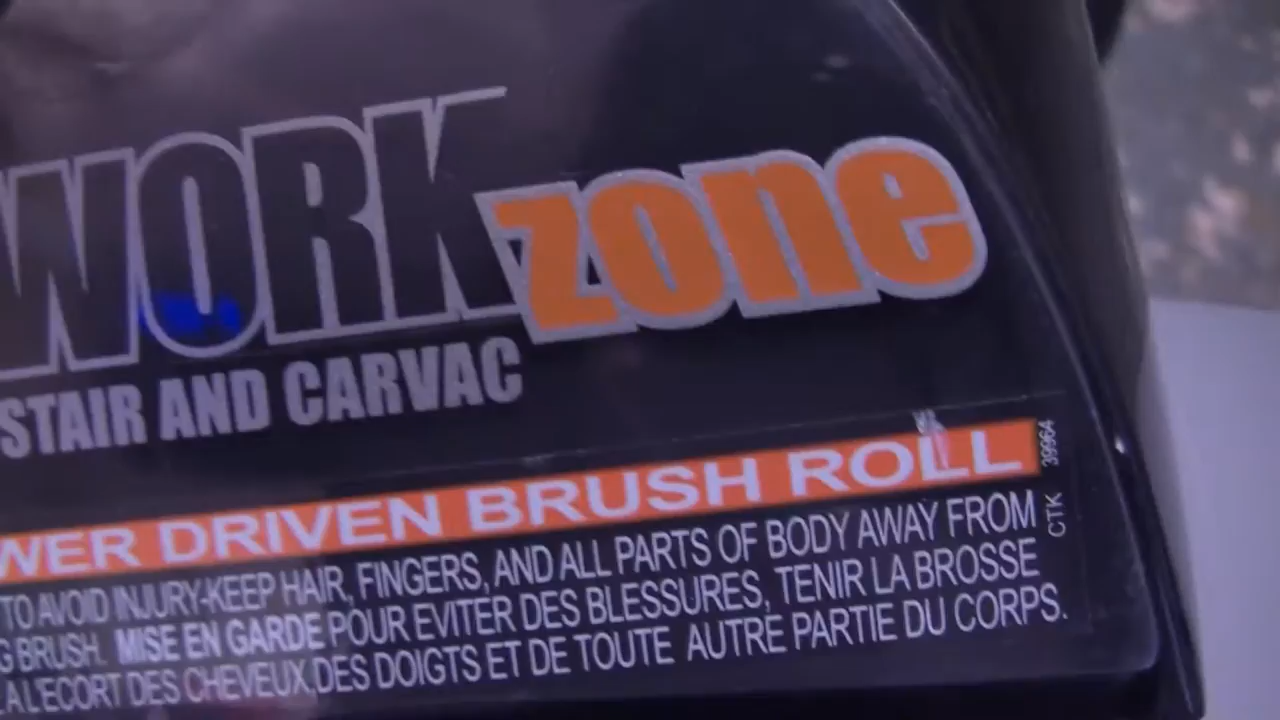 WORK zone
STAIR AND CARVAC
WER DRIVEN BRUSH ROLL
TO AVOID INJURY-KEEP HAIR, FINGERS, AND ALL PARTS OF BODY AWAY FROM
G BRUSH. MISE EN GARDE POUR EVITER DES BLESSURES, TENIR LA BROSSE
A L'ECORT DES CHEVEUX, DES DOIGTS ET DE TOUTE AUTRE PARTIE DU CORPS.
CTK 39964